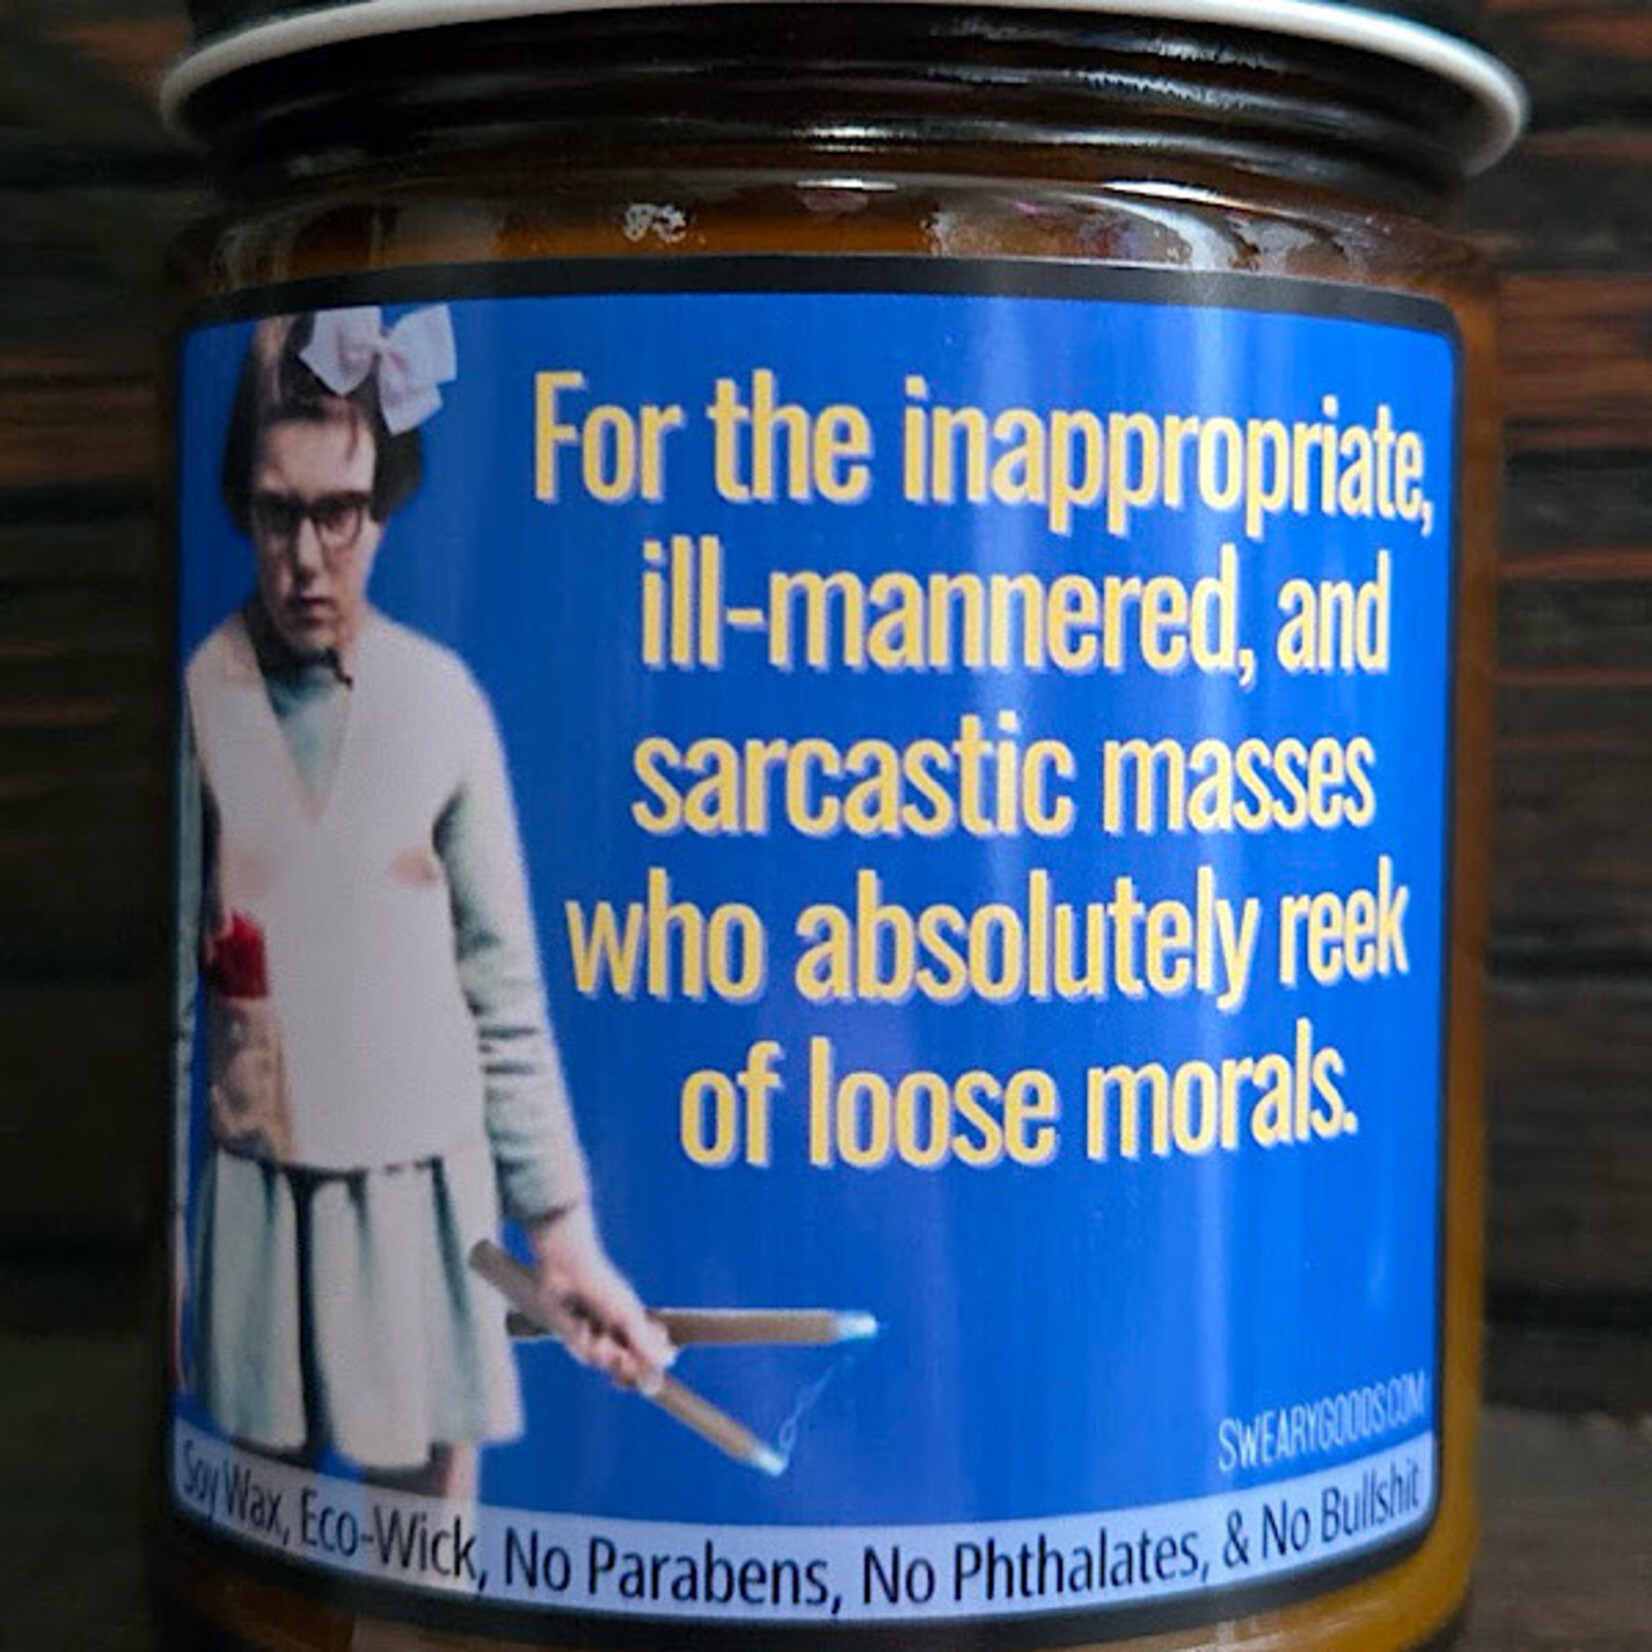 For the inappropriate,
ill-mannered, and
sarcastic masses
who absolutely reek
of loose morals.
SWEARYGOODS.COM
Soy Wax, Eco-Wick, No Parabens, No Phthalates, & No Bullshit